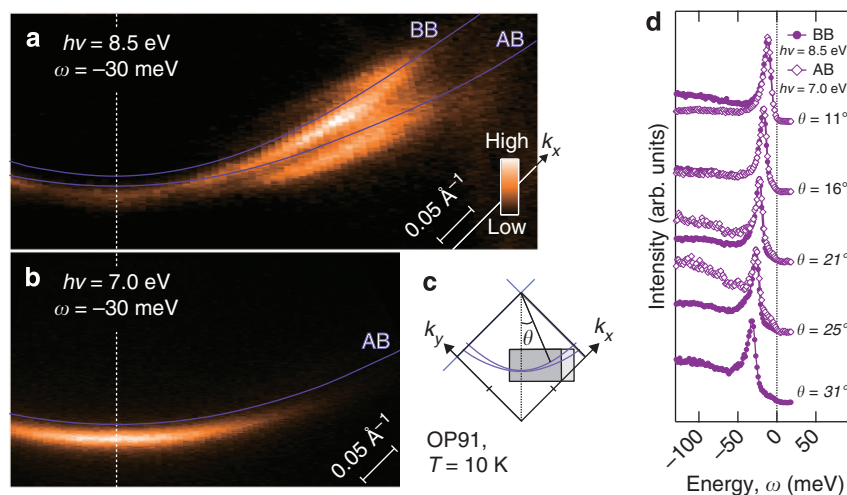 a
hν = 8.5 eV
ω = −30 meV
BB
AB
High
Low
k_x
0.05 Å⁻¹
b
hν = 7.0 eV
ω = −30 meV
AB
0.05 Å⁻¹
c
k_y
θ
k_x
OP91,
T = 10 K
d
Intensity (arb. units)
BB
hν = 8.5 eV
AB
hν = 7.0 eV
θ = 11°
θ = 16°
θ = 21°
θ = 25°
θ = 31°
−100
−50
0
50
Energy, ω (meV)